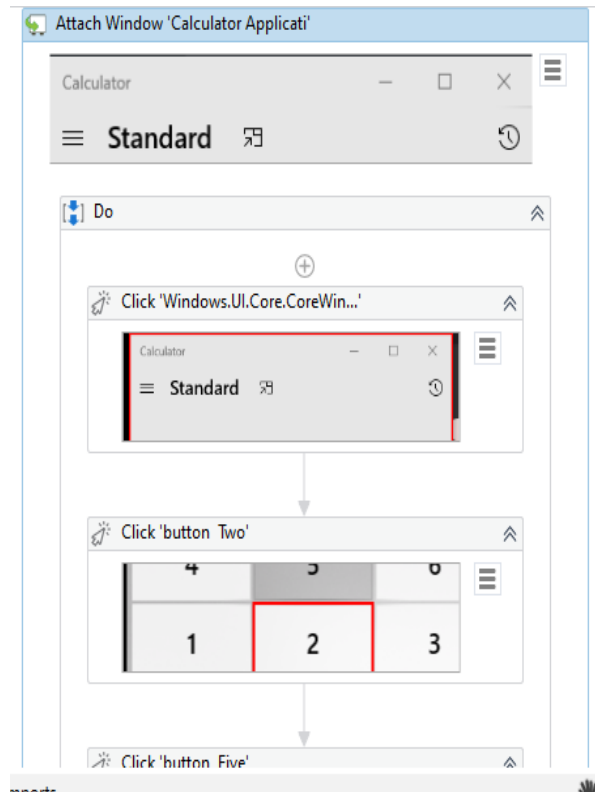 Attach Window 'Calculator Applicati'
Calculator
Standard
Do
Click 'Windows.UI.Core.CoreWin...'
Calculator
Standard
Click 'button  Two'
4 5 6
1 2 3
Click 'button  Five'